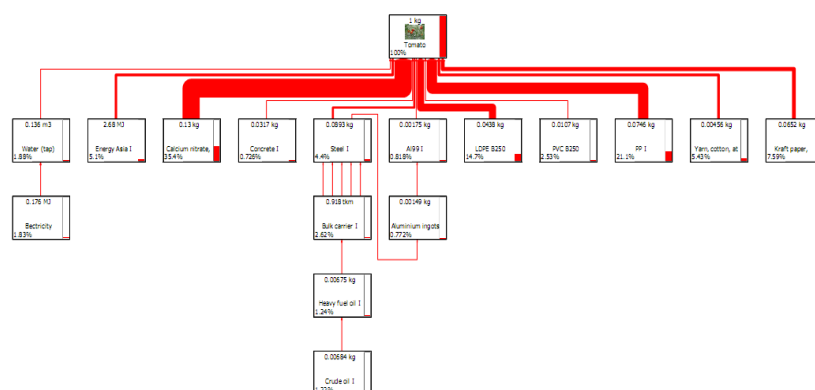 1 kg
Tomato
100%
0.136 m3
Water (tap)
1.88%
2.68 MJ
Energy Asia I
5.1%
0.13 kg
Calcium nitrate,
35.4%
0.0317 kg
Concrete I
0.726%
0.0893 kg
Steel I
4.4%
0.00175 kg
Al99 I
0.818%
0.0438 kg
LDPE B250
14.7%
0.0107 kg
PVC B250
2.53%
0.0746 kg
PP I
21.1%
0.00456 kg
Yarn, cotton, at
5.43%
0.0652 kg
Kraft paper,
7.59%
0.176 MJ
Electricity
1.83%
0.918 tkm
Bulk carrier I
2.62%
0.00149 kg
Aluminium ingots
0.772%
0.00675 kg
Heavy fuel oil I
1.24%
0.00684 kg
Crude oil I